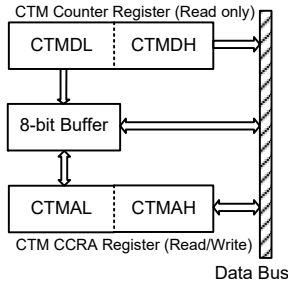 CTM Counter Register (Read only)
CTMDL CTMDH
8-bit Buffer
CTMAL CTMAH
CTM CCRA Register (Read/Write)
Data Bus